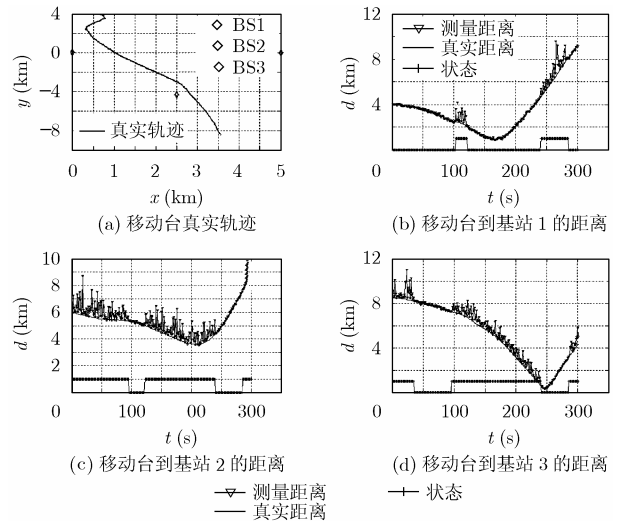 4
0
−4
−8
y (km)
BS1
BS2
BS3
真实轨迹
0 1 2 3 4 5
x (km)
(a) 移动台真实轨迹
12
8
4
0
d (km)
测量距离
真实距离
状态
100 200 300
t (s)
(b) 移动台到基站 1 的距离
10
8
6
4
2
0
d (km)
100 200 300
t (s)
(c) 移动台到基站 2 的距离
12
8
4
0
d (km)
100 200 300
t (s)
(d) 移动台到基站 3 的距离
测量距离 状态
真实距离